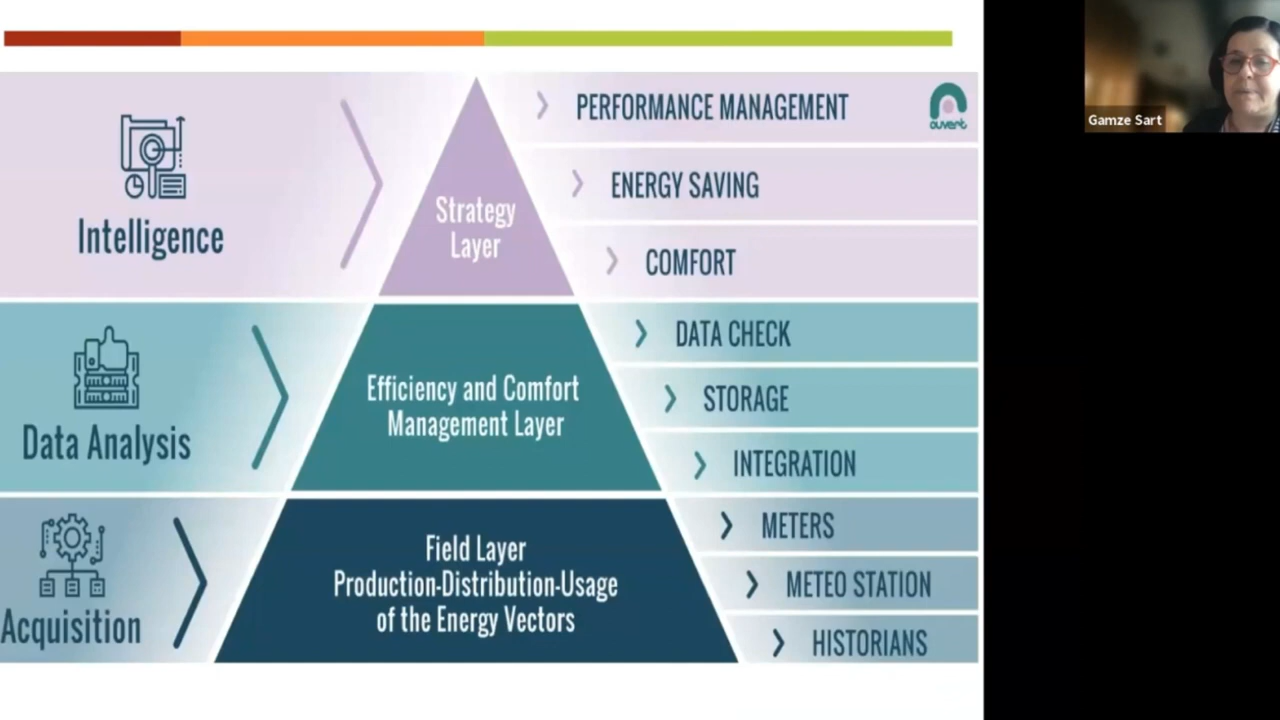 PERFORMANCE MANAGEMENT
ouvert
Gamze Sart
ENERGY SAVING
Strategy
Layer
Intelligence
COMFORT
DATA CHECK
Efficiency and Comfort
Management Layer
STORAGE
Data Analysis
INTEGRATION
METERS
Field Layer
Production-Distribution-Usage
of the Energy Vectors
METEO STATION
Acquisition
HISTORIANS